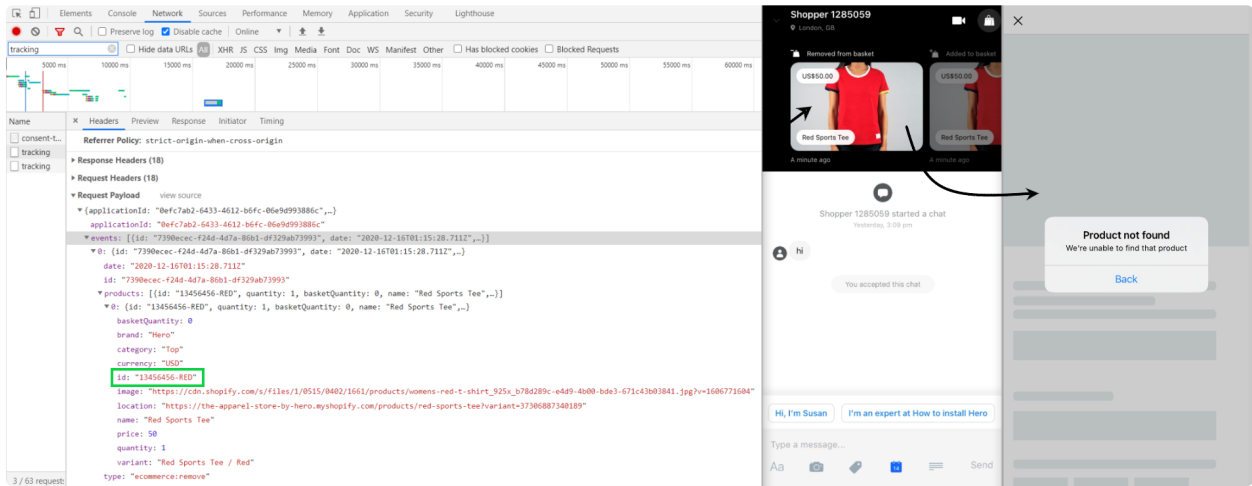 Elements Console Network Sources Performance Memory Application Security Lighthouse
Preserve log Disable cache Online
tracking Hide data URLs All XHR JS CSS Img Media Font Doc WS Manifest Other Has blocked cookies Blocked Requests
5000 ms 10000 ms 15000 ms 20000 ms 25000 ms 30000 ms 35000 ms 40000 ms 45000 ms 50000 ms 55000 ms 60000 ms
Name
consent-t...
tracking
tracking
3 / 63 request:
× Headers Preview Response Initiator Timing
Referrer Policy: strict-origin-when-cross-origin
Response Headers (18)
Request Headers (18)
Request Payload view source
{applicationId: "0efc7ab2-6433-4612-b6fc-06e9d993886c",…}
applicationId: "0efc7ab2-6433-4612-b6fc-06e9d993886c"
events: [{id: "7390ecec-f24d-4d7a-86b1-df329ab73993", date: "2020-12-16T01:15:28.711Z",…}]
0: {id: "7390ecec-f24d-4d7a-86b1-df329ab73993", date: "2020-12-16T01:15:28.711Z",…}
date: "2020-12-16T01:15:28.711Z"
id: "7390ecec-f24d-4d7a-86b1-df329ab73993"
products: [{id: "13456456-RED", quantity: 1, basketQuantity: 0, name: "Red Sports Tee",…}]
0: {id: "13456456-RED", quantity: 1, basketQuantity: 0, name: "Red Sports Tee",…}
basketQuantity: 0
brand: "Hero"
category: "Top"
currency: "USD"
id: "13456456-RED"
image: "https://cdn.shopify.com/s/files/1/0515/0402/1661/products/womens-red-t-shirt_925x_b78d289c-e4d9-4b00-bde3-671c43b03841.jpg?v=1606771604"
location: "https://the-apparel-store-by-hero.myshopify.com/products/red-sports-tee?variant=37306887340189"
name: "Red Sports Tee"
price: 50
quantity: 1
variant: "Red Sports Tee / Red"
type: "ecommerce:remove"
Shopper 1285059
London, GB
Removed from basket
US$50.00
Red Sports Tee
A minute ago
Added to basket
US$50.00
Red Sports Tee
A minute ago
Shopper 1285059 started a chat
Yesterday, 3:59 pm
hi
You accepted this chat
Hi, I'm Susan
I'm an expert at How to install Hero
Type a message...
Aa
14
Send
Product not found
We're unable to find that product
Back